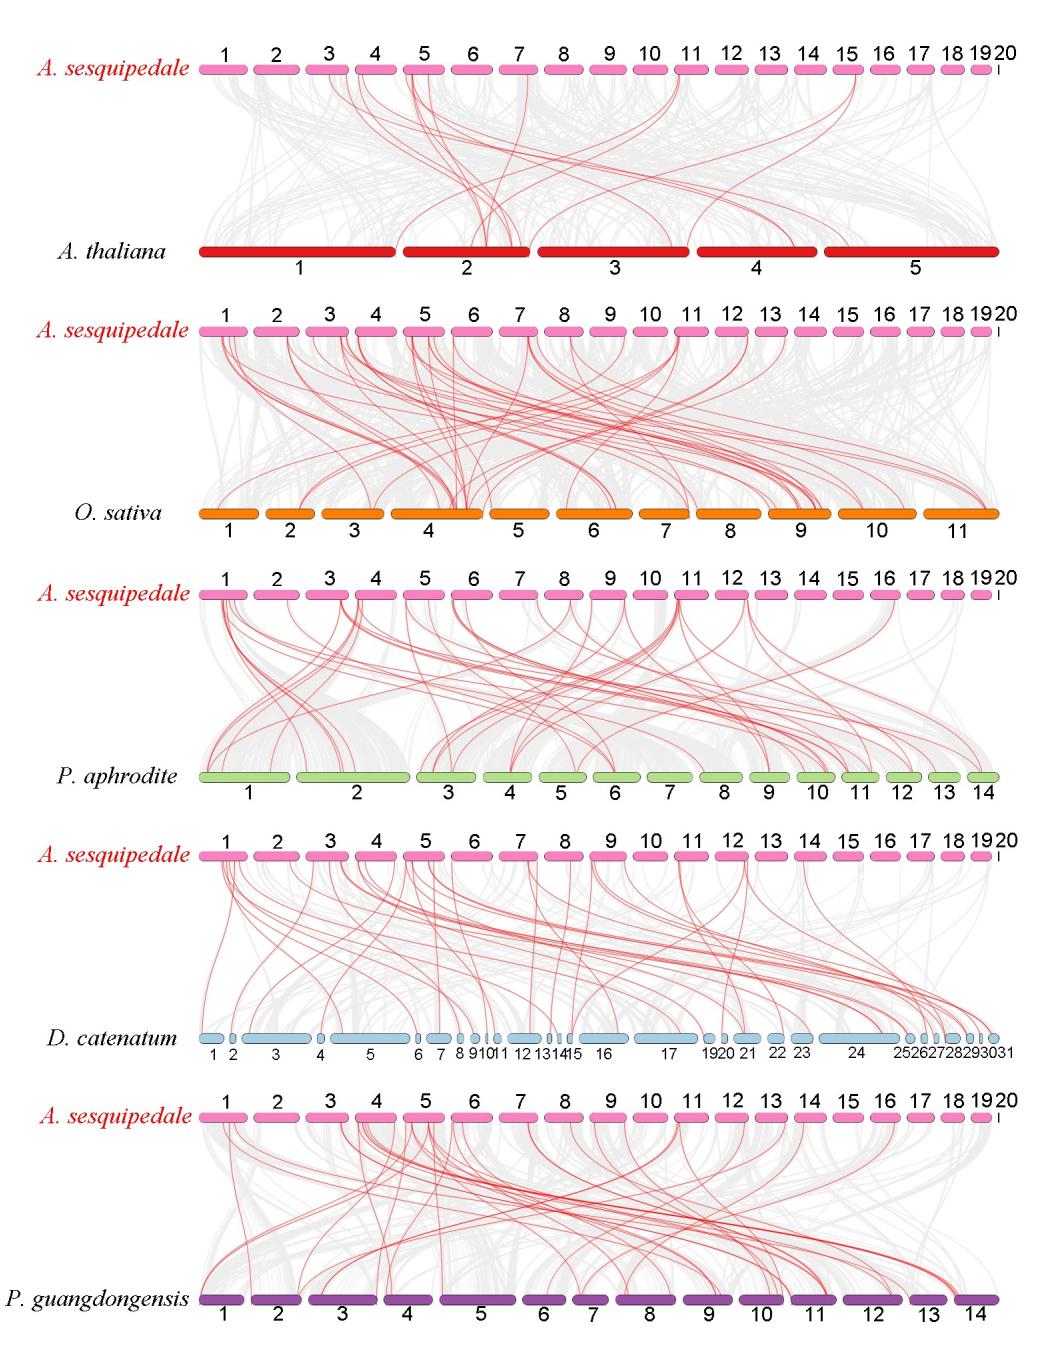 1 2 3 4 5 6 7 8 9 10 11 12 13 14 15 16 17 18 19 20
A. sesquipedale
A. thaliana
1 2 3 4 5
1 2 3 4 5 6 7 8 9 10 11 12 13 14 15 16 17 18 19 20
A. sesquipedale
O. sativa
1 2 3 4 5 6 7 8 9 10 11
1 2 3 4 5 6 7 8 9 10 11 12 13 14 15 16 17 18 19 20
A. sesquipedale
P. aphrodite
1 2 3 4 5 6 7 8 9 10 11 12 13 14
1 2 3 4 5 6 7 8 9 10 11 12 13 14 15 16 17 18 19 20
A. sesquipedale
D. catenatum
1 2 3 4 5 6 7 8 9 10 11 12 13 14 15 16 17 19 20 21 22 23 24 25 26 27 28 29 30 31
1 2 3 4 5 6 7 8 9 10 11 12 13 14 15 16 17 18 19 20
A. sesquipedale
P. guangdongensis
1 2 3 4 5 6 7 8 9 10 11 12 13 14